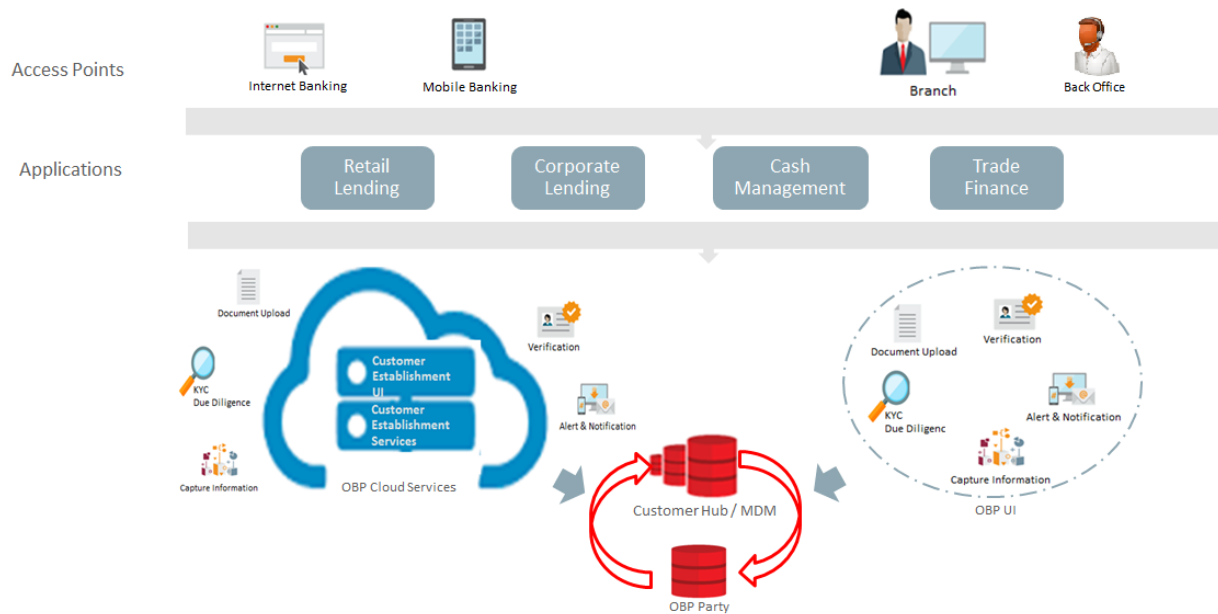 Access Points
Internet Banking
Mobile Banking
Branch
Back Office
Applications
Retail
Lending
Corporate
Lending
Cash
Management
Trade
Finance
Document Upload
Verification
KYC
Due Diligence
Customer
Establishment
UI
Customer
Establishment
Services
Alert & Notification
Capture Information
OBP Cloud Services
Customer Hub / MDM
OBP Party
Document Upload
Verification
KYC
Due Diligenc
Alert & Notification
Capture Information
OBP UI